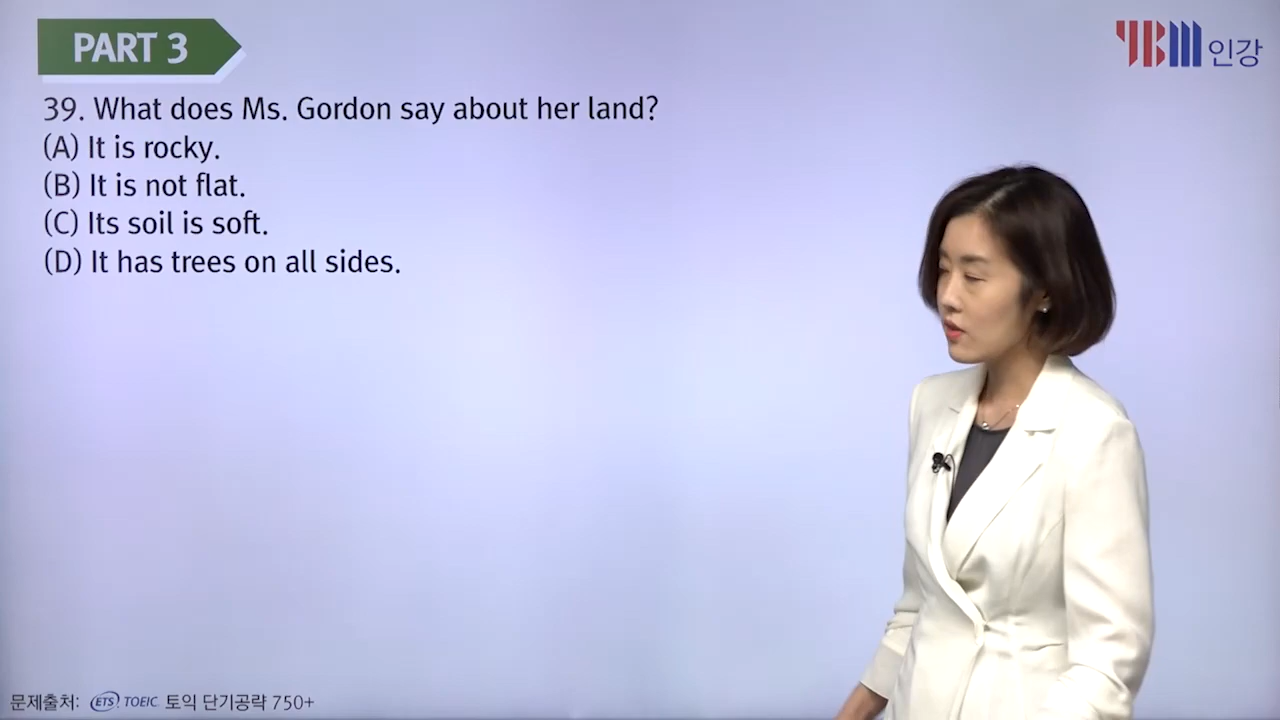 PART 3
YBM 인강
39. What does Ms. Gordon say about her land?
(A) It is rocky.
(B) It is not flat.
(C) Its soil is soft.
(D) It has trees on all sides.
문제출처: ETS TOEIC 토익 단기공략 750+